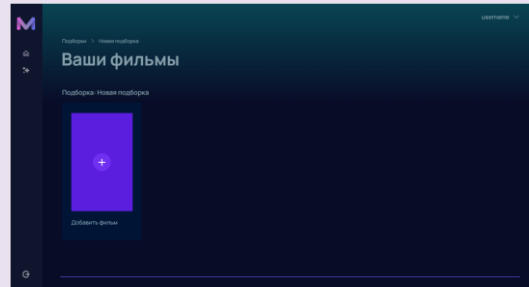 username
Подборки > Новая подборка
Ваши фильмы
Подборка: Новая подборка
Добавить фильм